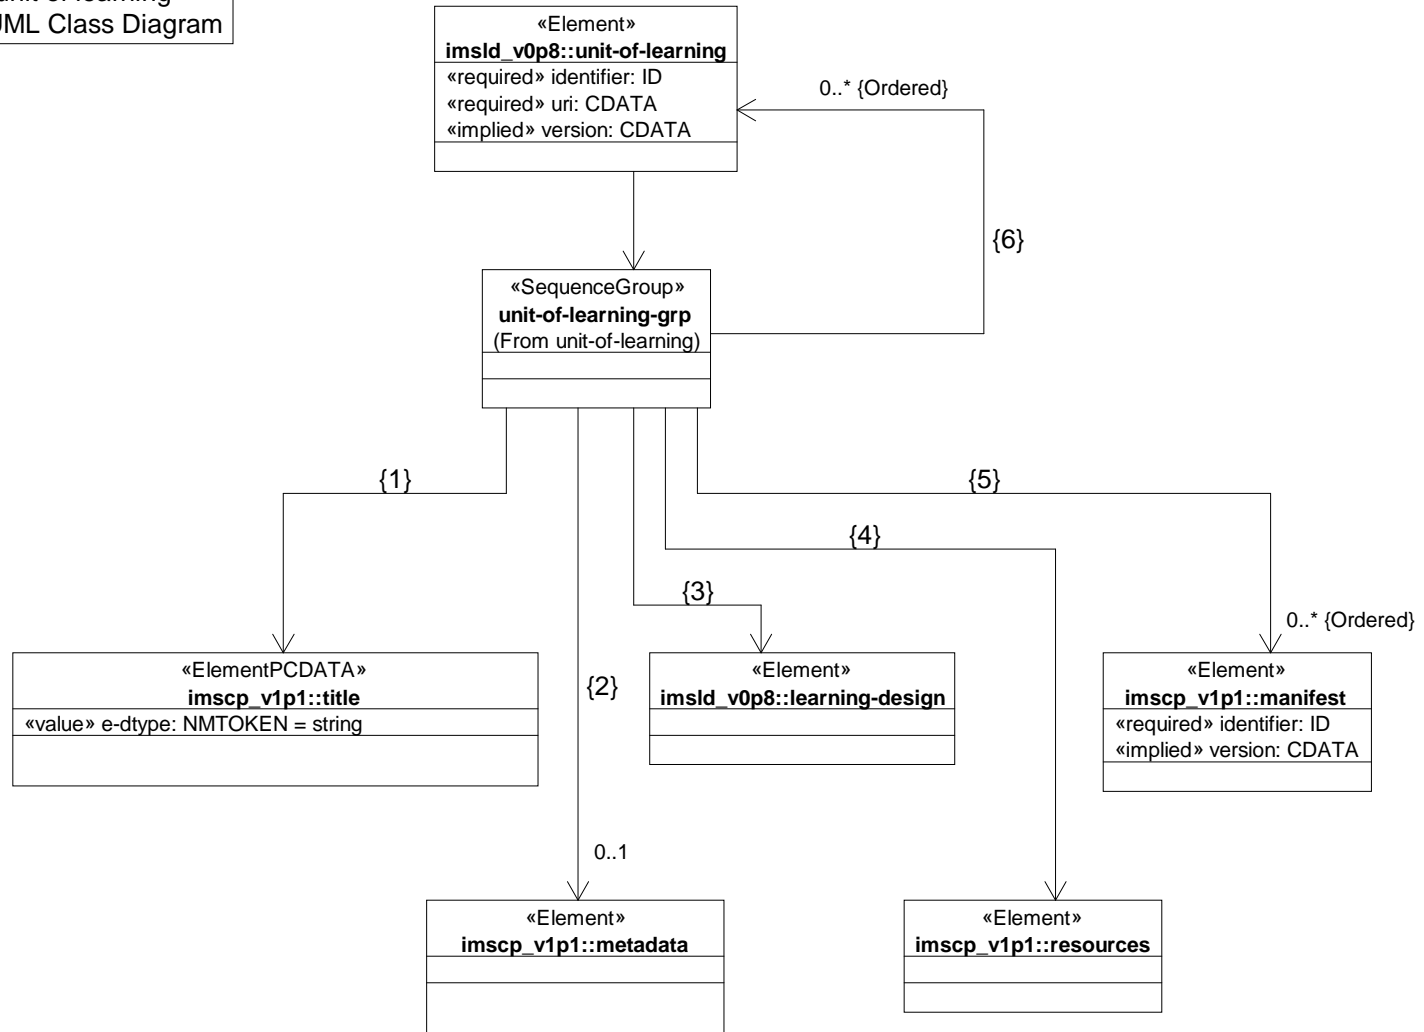 UML Class Diagram
«Element»
imsld_v0p8::unit-of-learning
«required» identifier: ID
«required» uri: CDATA
«implied» version: CDATA
0..* {Ordered}
{6}
«SequenceGroup»
unit-of-learning-grp
(From unit-of-learning)
{1}
{5}
{4}
{3}
0..* {Ordered}
«ElementPCDATA»
imscp_v1p1::title
«value» e-dtype: NMTOKEN = string
{2}
«Element»
imsld_v0p8::learning-design
«Element»
imscp_v1p1::manifest
«required» identifier: ID
«implied» version: CDATA
0..1
«Element»
imscp_v1p1::metadata
«Element»
imscp_v1p1::resources